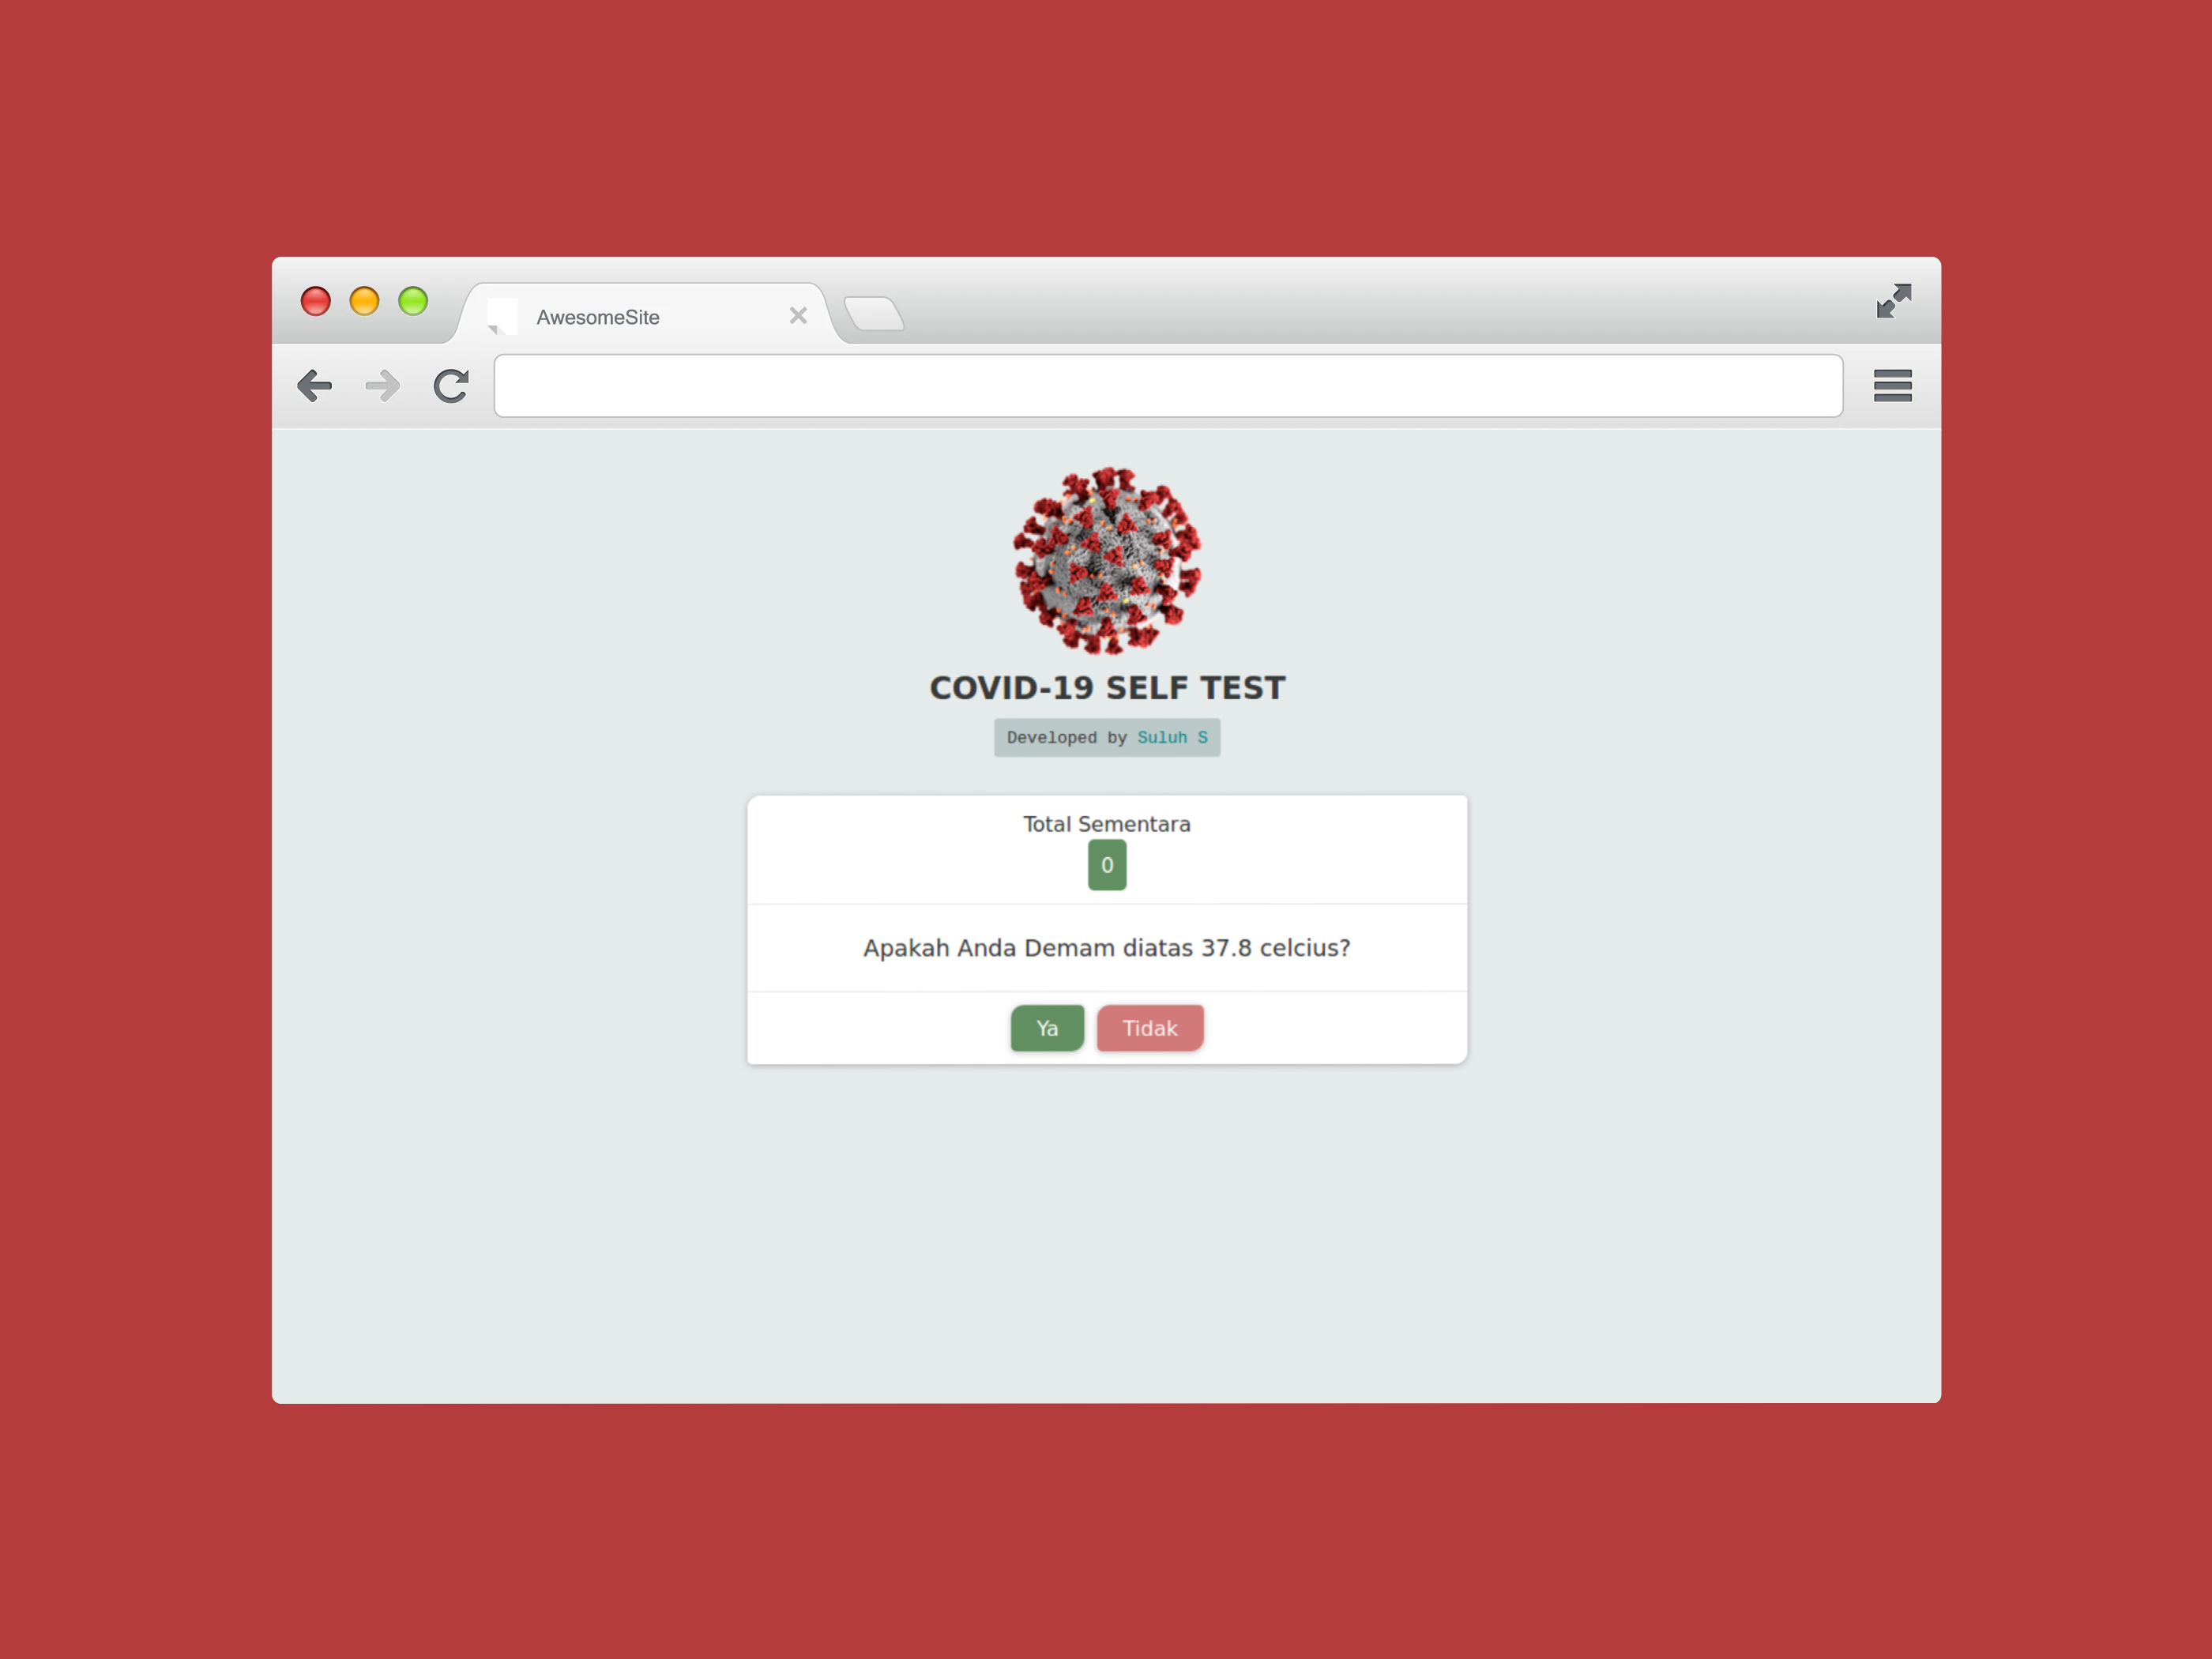 AwesomeSite
COVID-19 SELF TEST
Developed by Suluh S
Total Sementara
0
Apakah Anda Demam diatas 37.8 celcius?
Ya Tidak